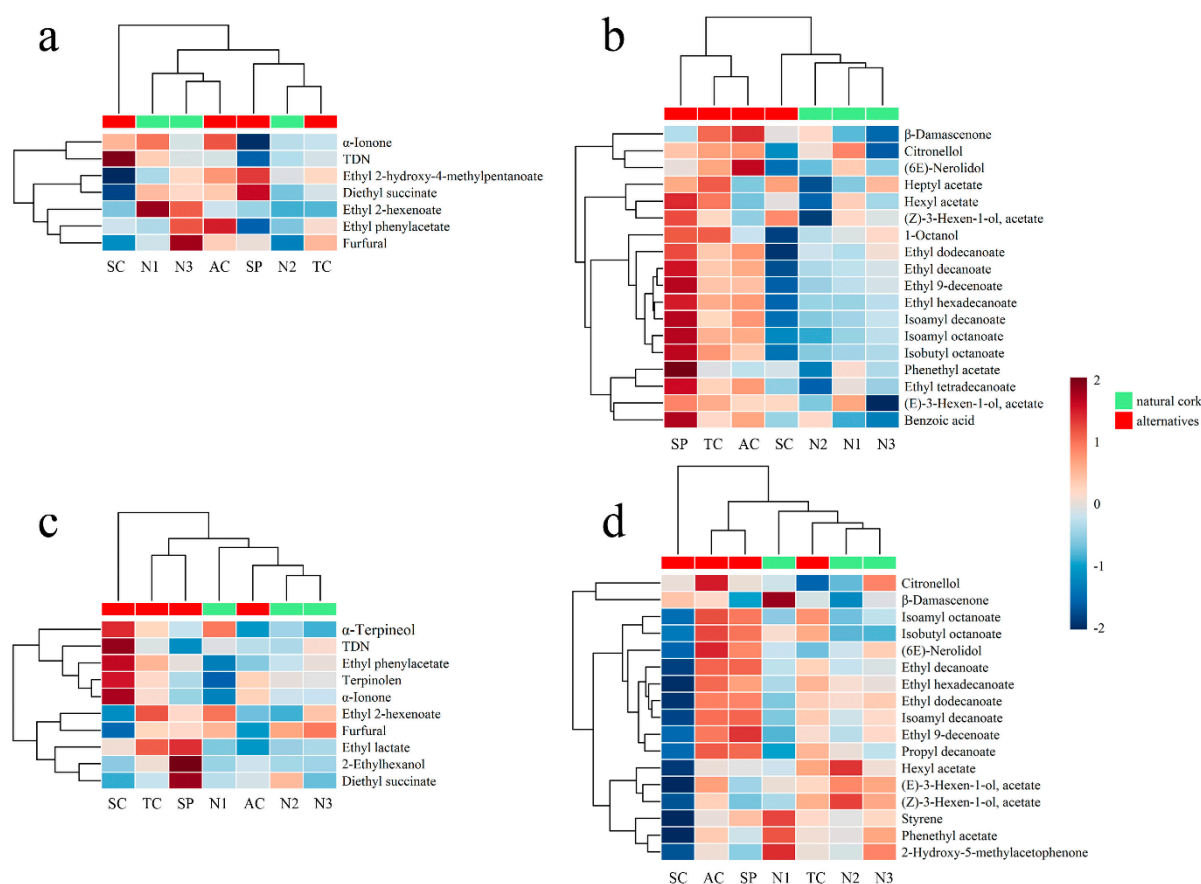 a
α-Ionone
TDN
Ethyl 2-hydroxy-4-methylpentanoate
Diethyl succinate
Ethyl 2-hexenoate
Ethyl phenylacetate
Furfural
SC N1 N3 AC SP N2 TC
b
β-Damascenone
Citronellol
(6E)-Nerolidol
Heptyl acetate
Hexyl acetate
(Z)-3-Hexen-1-ol, acetate
1-Octanol
Ethyl dodecanoate
Ethyl decanoate
Ethyl 9-decenoate
Ethyl hexadecanoate
Isoamyl decanoate
Isoamyl octanoate
Isobutyl octanoate
Phenethyl acetate
Ethyl tetradecanoate
(E)-3-Hexen-1-ol, acetate
Benzoic acid
SP TC AC SC N2 N1 N3
2
1
0
-1
-2
natural cork
alternatives
c
α-Terpineol
TDN
Ethyl phenylacetate
Terpinolen
α-Ionone
Ethyl 2-hexenoate
Furfural
Ethyl lactate
2-Ethylhexanol
Diethyl succinate
SC TC SP N1 AC N2 N3
d
Citronellol
β-Damascenone
Isoamyl octanoate
Isobutyl octanoate
(6E)-Nerolidol
Ethyl decanoate
Ethyl hexadecanoate
Ethyl dodecanoate
Isoamyl decanoate
Ethyl 9-decenoate
Propyl decanoate
Hexyl acetate
(E)-3-Hexen-1-ol, acetate
(Z)-3-Hexen-1-ol, acetate
Styrene
Phenethyl acetate
2-Hydroxy-5-methylacetophenone
SC AC SP N1 TC N2 N3